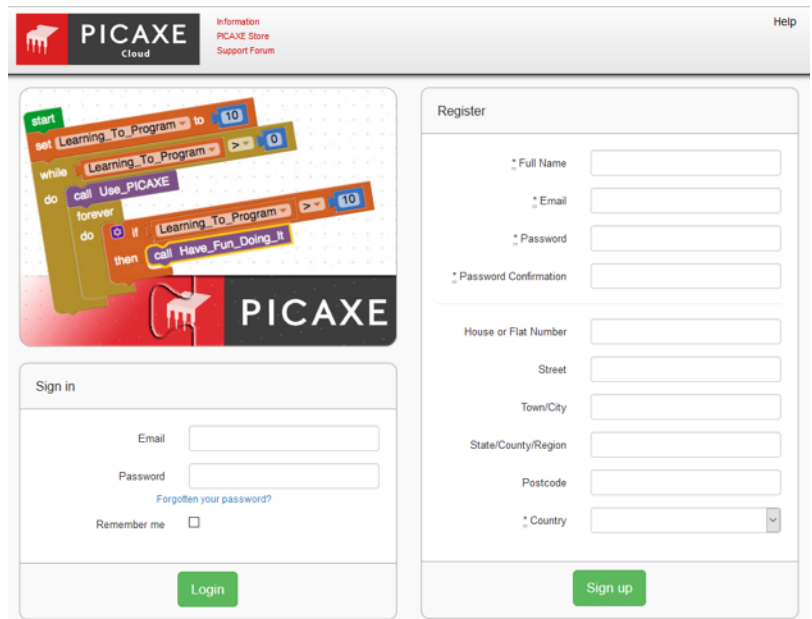 PICAXE
Cloud
Information
PICAXE Store
Support Forum
Help
start
set Learning_To_Program to 10
while Learning_To_Program > 0
do call Use_PICAXE
forever
do if Learning_To_Program > 10
then call Have_Fun_Doing_It
PICAXE
Sign in
Email
Password
Forgotten your password?
Remember me
Login
Register
* Full Name
* Email
* Password
* Password Confirmation
House or Flat Number
Street
Town/City
State/County/Region
Postcode
* Country
Sign up